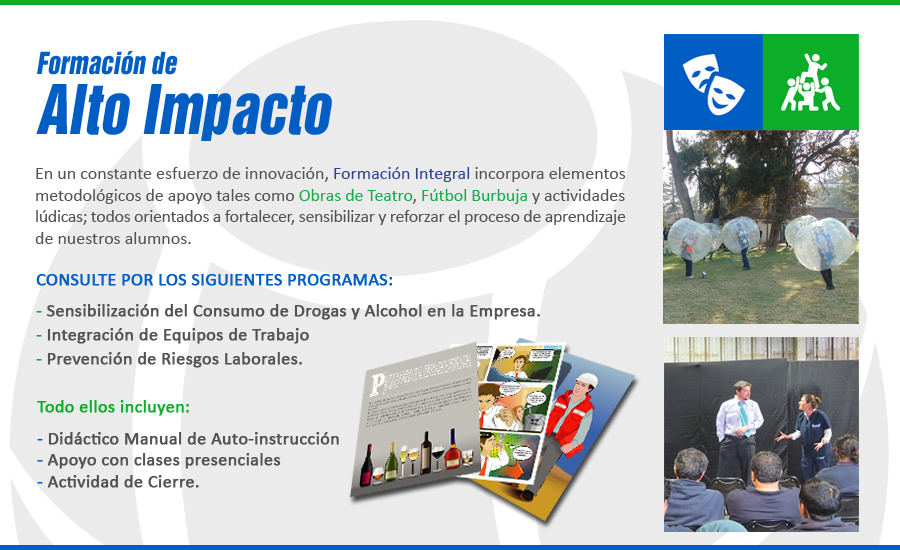 Formación de
Alto Impacto
En un constante esfuerzo de innovación, Formación Integral incorpora elementos
metodológicos de apoyo tales como Obras de Teatro, Fútbol Burbuja y actividades
lúdicas; todos orientados a fortalecer, sensibilizar y reforzar el proceso de aprendizaje
de nuestros alumnos.
CONSULTE POR LOS SIGUIENTES PROGRAMAS:
- Sensibilización del Consumo de Drogas y Alcohol en la Empresa.
- Integración de Equipos de Trabajo
- Prevención de Riesgos Laborales.
Todo ellos incluyen:
- Didáctico Manual de Auto-instrucción
- Apoyo con clases presenciales
- Actividad de Cierre.